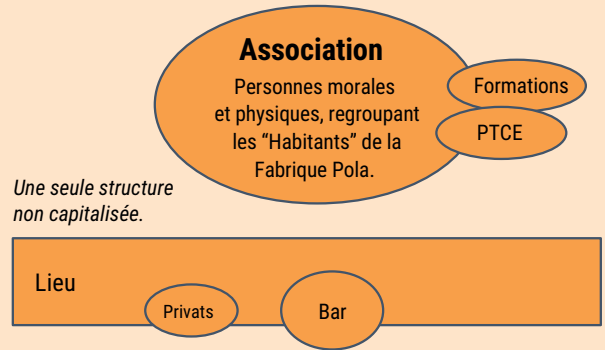 Association
Personnes morales
et physiques, regroupant
les “Habitants” de la
Fabrique Pola.
Formations
PTCE
Une seule structure
non capitalisée.
Lieu
Privats
Bar